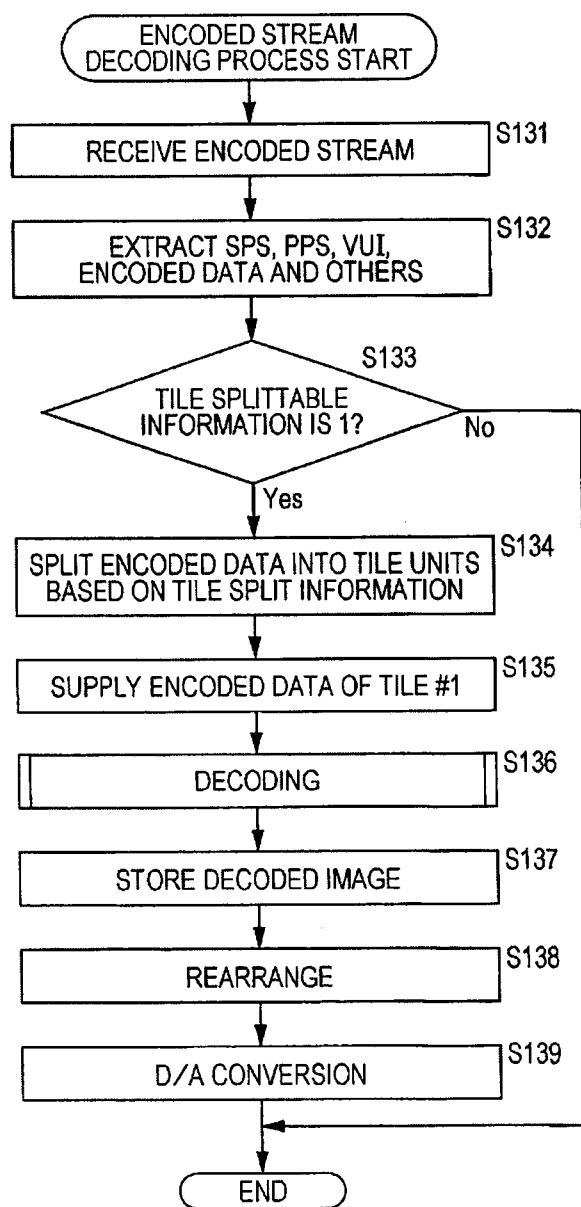 ENCODED STREAM
DECODING PROCESS START
S131
RECEIVE ENCODED STREAM
S132
EXTRACT SPS, PPS, VUI,
ENCODED DATA AND OTHERS
S133
TILE SPLITTABLE
INFORMATION IS 1?
No
Yes
S134
SPLIT ENCODED DATA INTO TILE UNITS
BASED ON TILE SPLIT INFORMATION
S135
SUPPLY ENCODED DATA OF TILE #1
S136
DECODING
S137
STORE DECODED IMAGE
S138
REARRANGE
S139
D/A CONVERSION
END